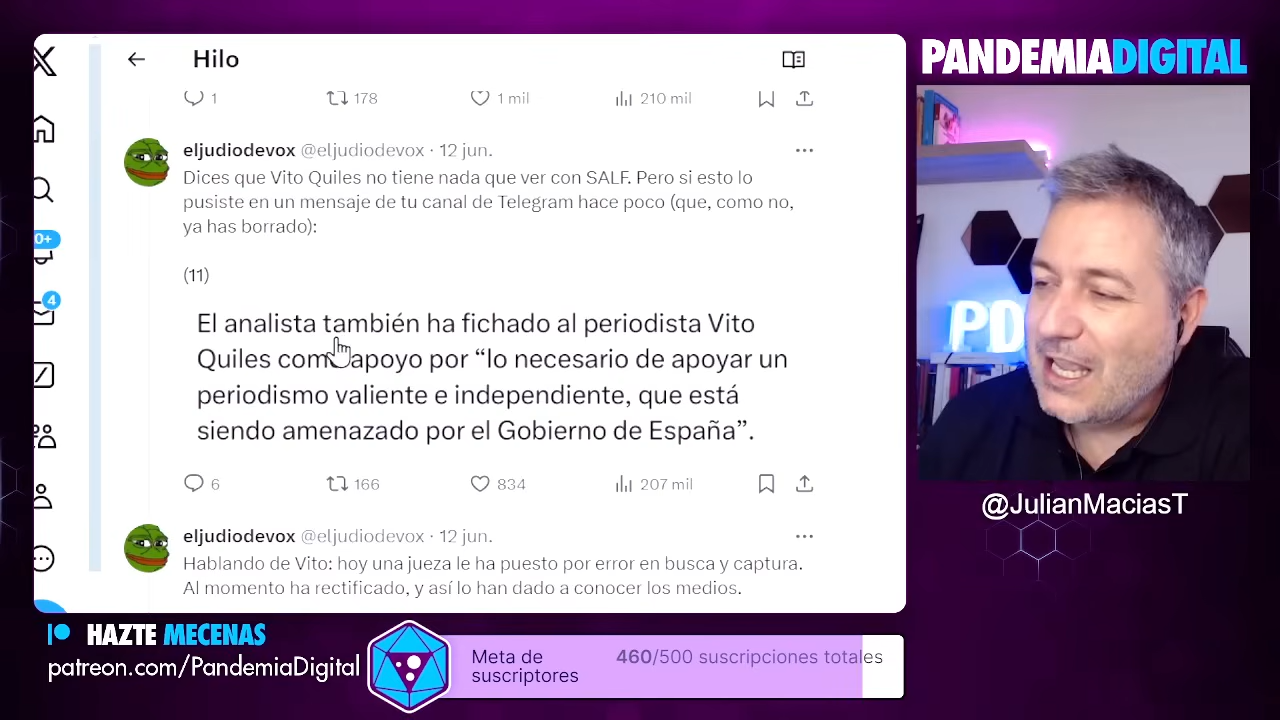 PANDEMIADIGITAL
Hilo
1 178 1 mil 210 mil
eljudiodevox @eljudiodevox · 12 jun.
Dices que Vito Quiles no tiene nada que ver con SALF. Pero si esto lo
pusiste en un mensaje de tu canal de Telegram hace poco (que, como no,
ya has borrado):
(11)
El analista también ha fichado al periodista Vito
Quiles com apoyo por “lo necesario de apoyar un
periodismo valiente e independiente, que está
siendo amenazado por el Gobierno de España”.
6 166 834 207 mil
eljudiodevox @eljudiodevox · 12 jun.
Hablando de Vito: hoy una jueza le ha puesto por error en busca y captura.
Al momento ha rectificado, y así lo han dado a conocer los medios.
0+
4
PD
@JulianMaciasT
HAZTE MECENAS
patreon.com/PandemiaDigital
Meta de
suscriptores
460/500 suscripciones totales